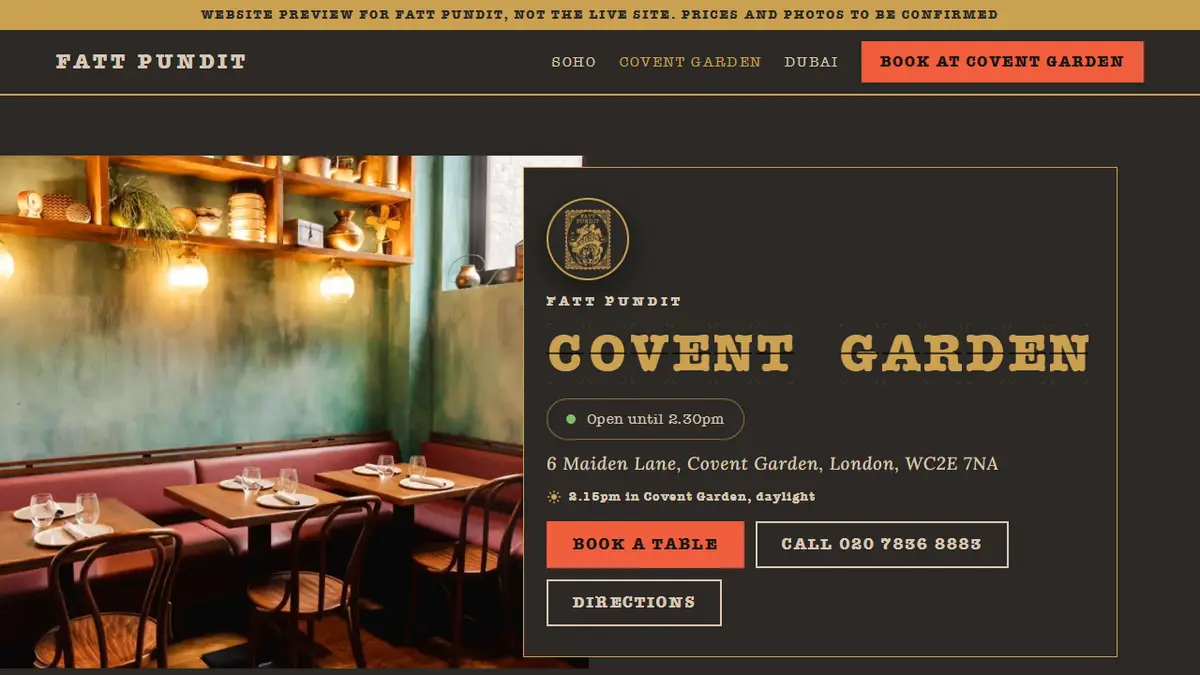 WEBSITE PREVIEW FOR FATT PUNDIT, NOT THE LIVE SITE. PRICES AND PHOTOS TO BE CONFIRMED
FATT PUNDIT
SOHO
COVENT GARDEN
DUBAI
BOOK AT COVENT GARDEN
FATT PUNDIT
FATT PUNDIT
COVENT GARDEN
Open until 2.30pm
6 Maiden Lane, Covent Garden, London, WC2E 7NA
2.15pm in Covent Garden, daylight
BOOK A TABLE
CALL 020 7836 8883
DIRECTIONS